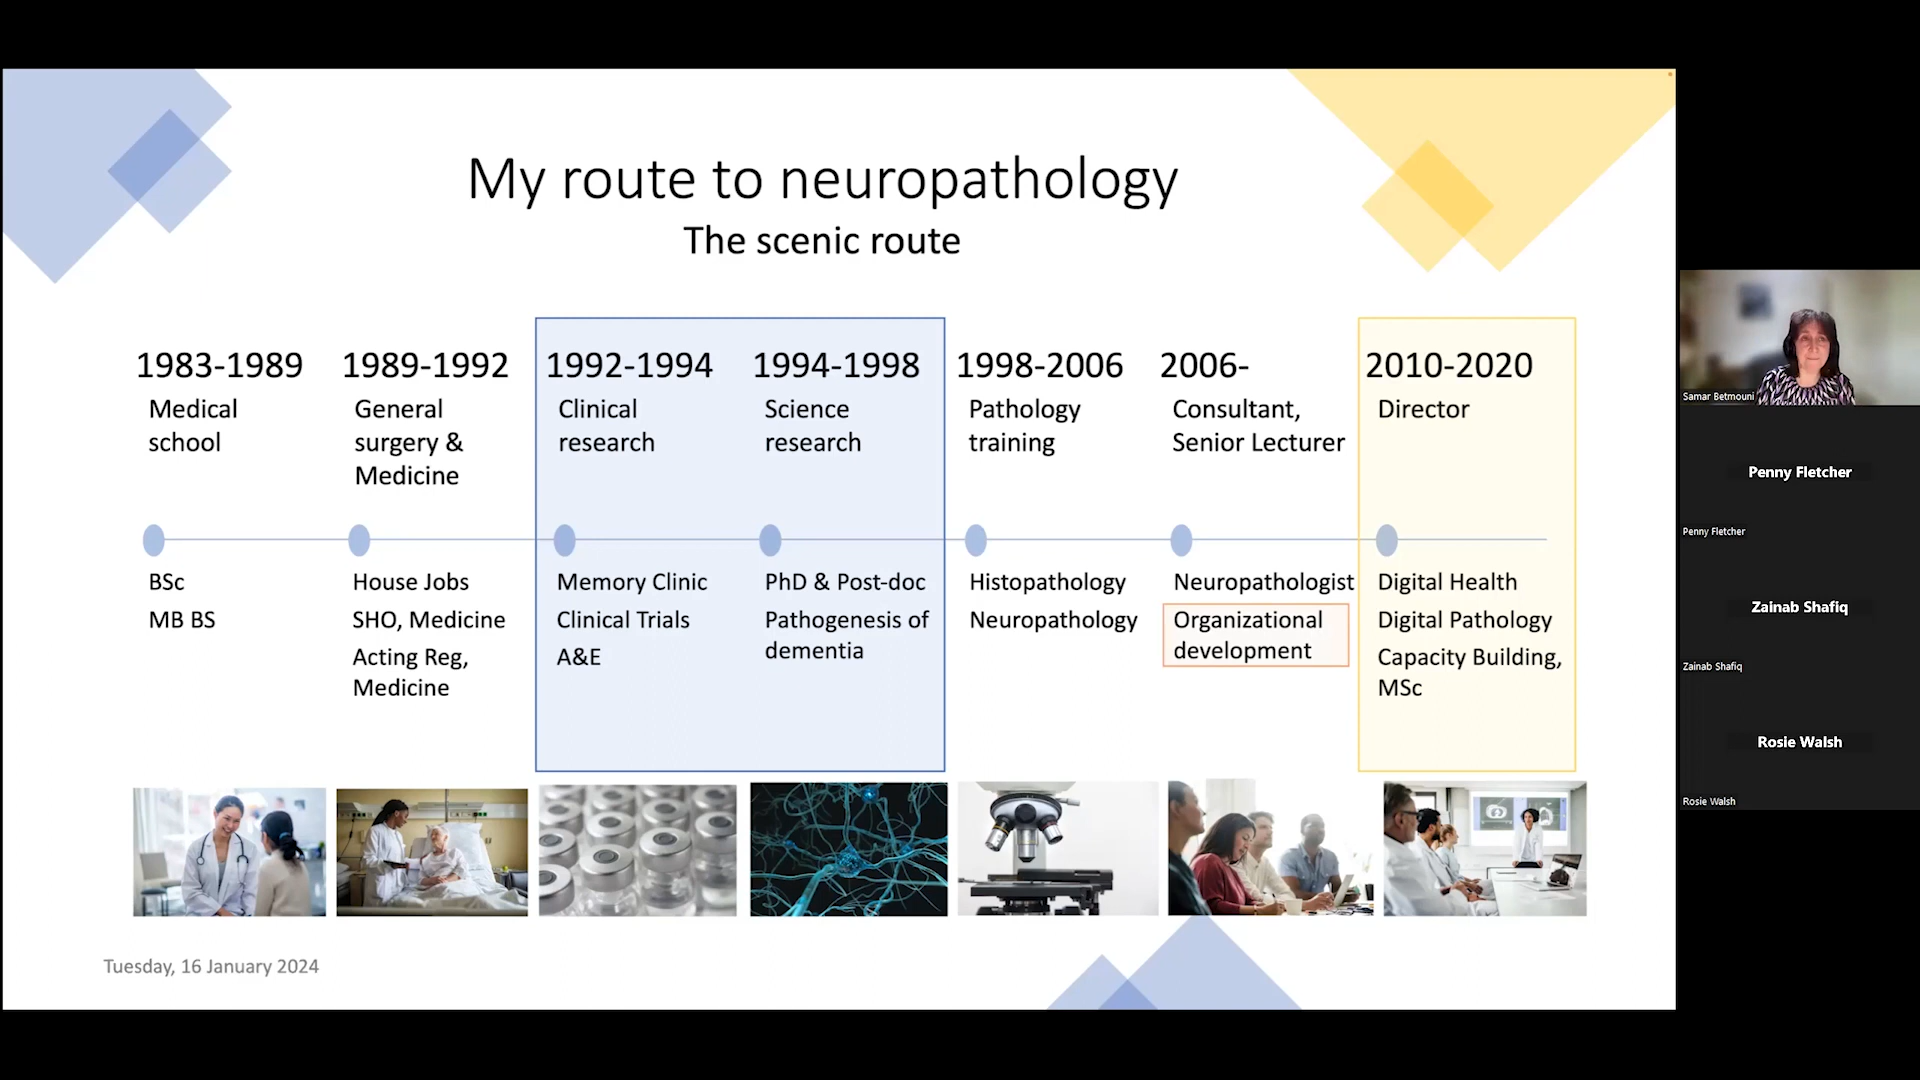 My route to neuropathology
The scenic route
1983-1989
Medical
school
BSc
MB BS
1989-1992
General
surgery &
Medicine
House Jobs
SHO, Medicine
Acting Reg,
Medicine
1992-1994
Clinical
research
Memory Clinic
Clinical Trials
A&E
1994-1998
Science
research
PhD & Post-doc
Pathogenesis of
dementia
1998-2006
Pathology
training
Histopathology
Neuropathology
2006-
Consultant,
Senior Lecturer
Neuropathologist
Organizational
development
2010-2020
Director
Digital Health
Digital Pathology
Capacity Building,
MSc
Tuesday, 16 January 2024
Samar Betmouni
Penny Fletcher
Penny Fletcher
Zainab Shafiq
Zainab Shafiq
Rosie Walsh
Rosie Walsh